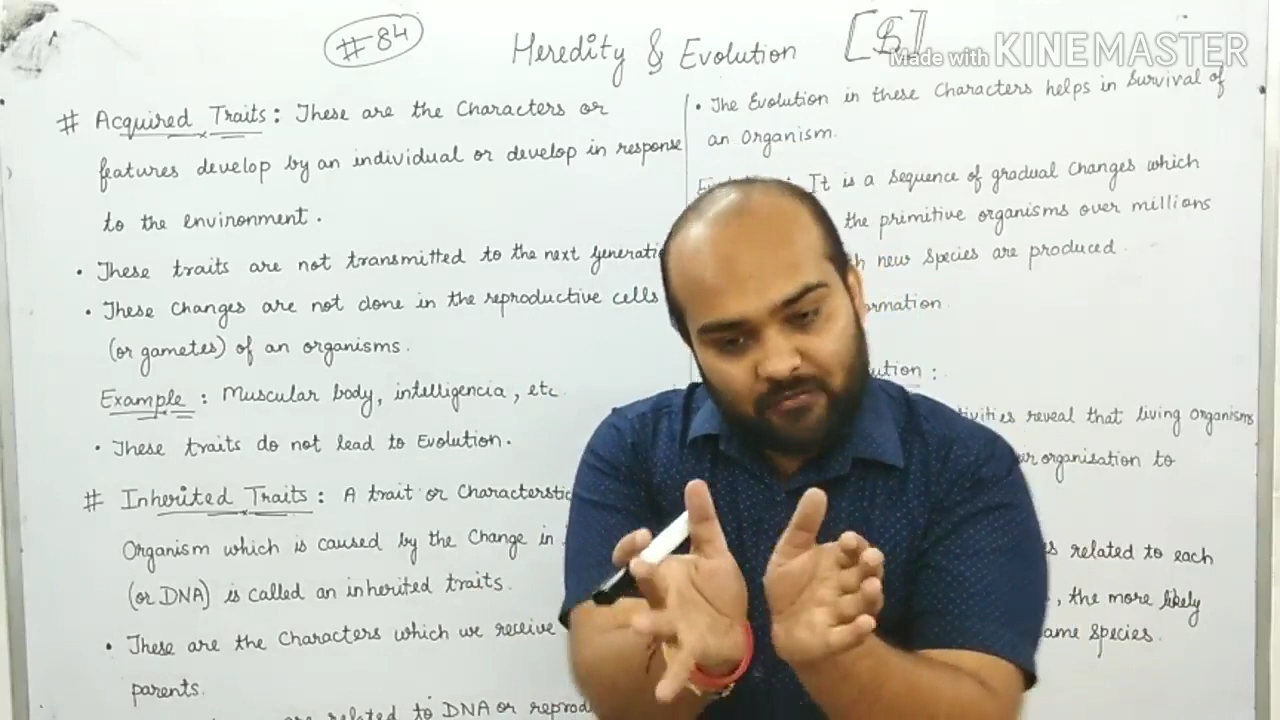 #84
Heredity & Evolution
[5]
Made with KINEMASTER
# Acquired Traits : These are the Characters or
features develop by an individual or develop in response
to the environment.
• These traits are not transmitted to the next generatio
• These Changes are not done in the reproductive cells
(or gametes) of an organisms.
Example : Muscular body, intelligencia, etc
• These traits do not lead to Evolution.
# Inherited Traits : A trait or Characterstic
Organism which is caused by the Change in
(or DNA) is called an inherited traits.
• These are the Characters which we receive
parents.
related to DNA or reprod
• The Evolution in these Characters helps in Survival of
an Organism.
It is a Sequence of gradual Changes which
the primitive organisms over millions
new Species are produced.
rmation
ution :
tivities reveal that living organisms
organisation to
s related to each
, the more likely
ame Species.